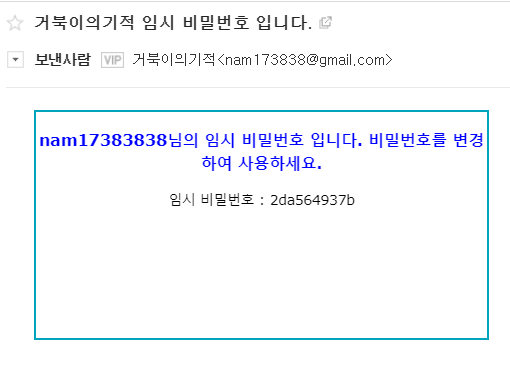 거북이의기적 임시 비밀번호 입니다.
보낸사람 VIP 거북이의기적<nam173838@gmail.com>
nam17383838님의 임시 비밀번호 입니다. 비밀번호를 변경
하여 사용하세요.
임시 비밀번호 : 2da564937b